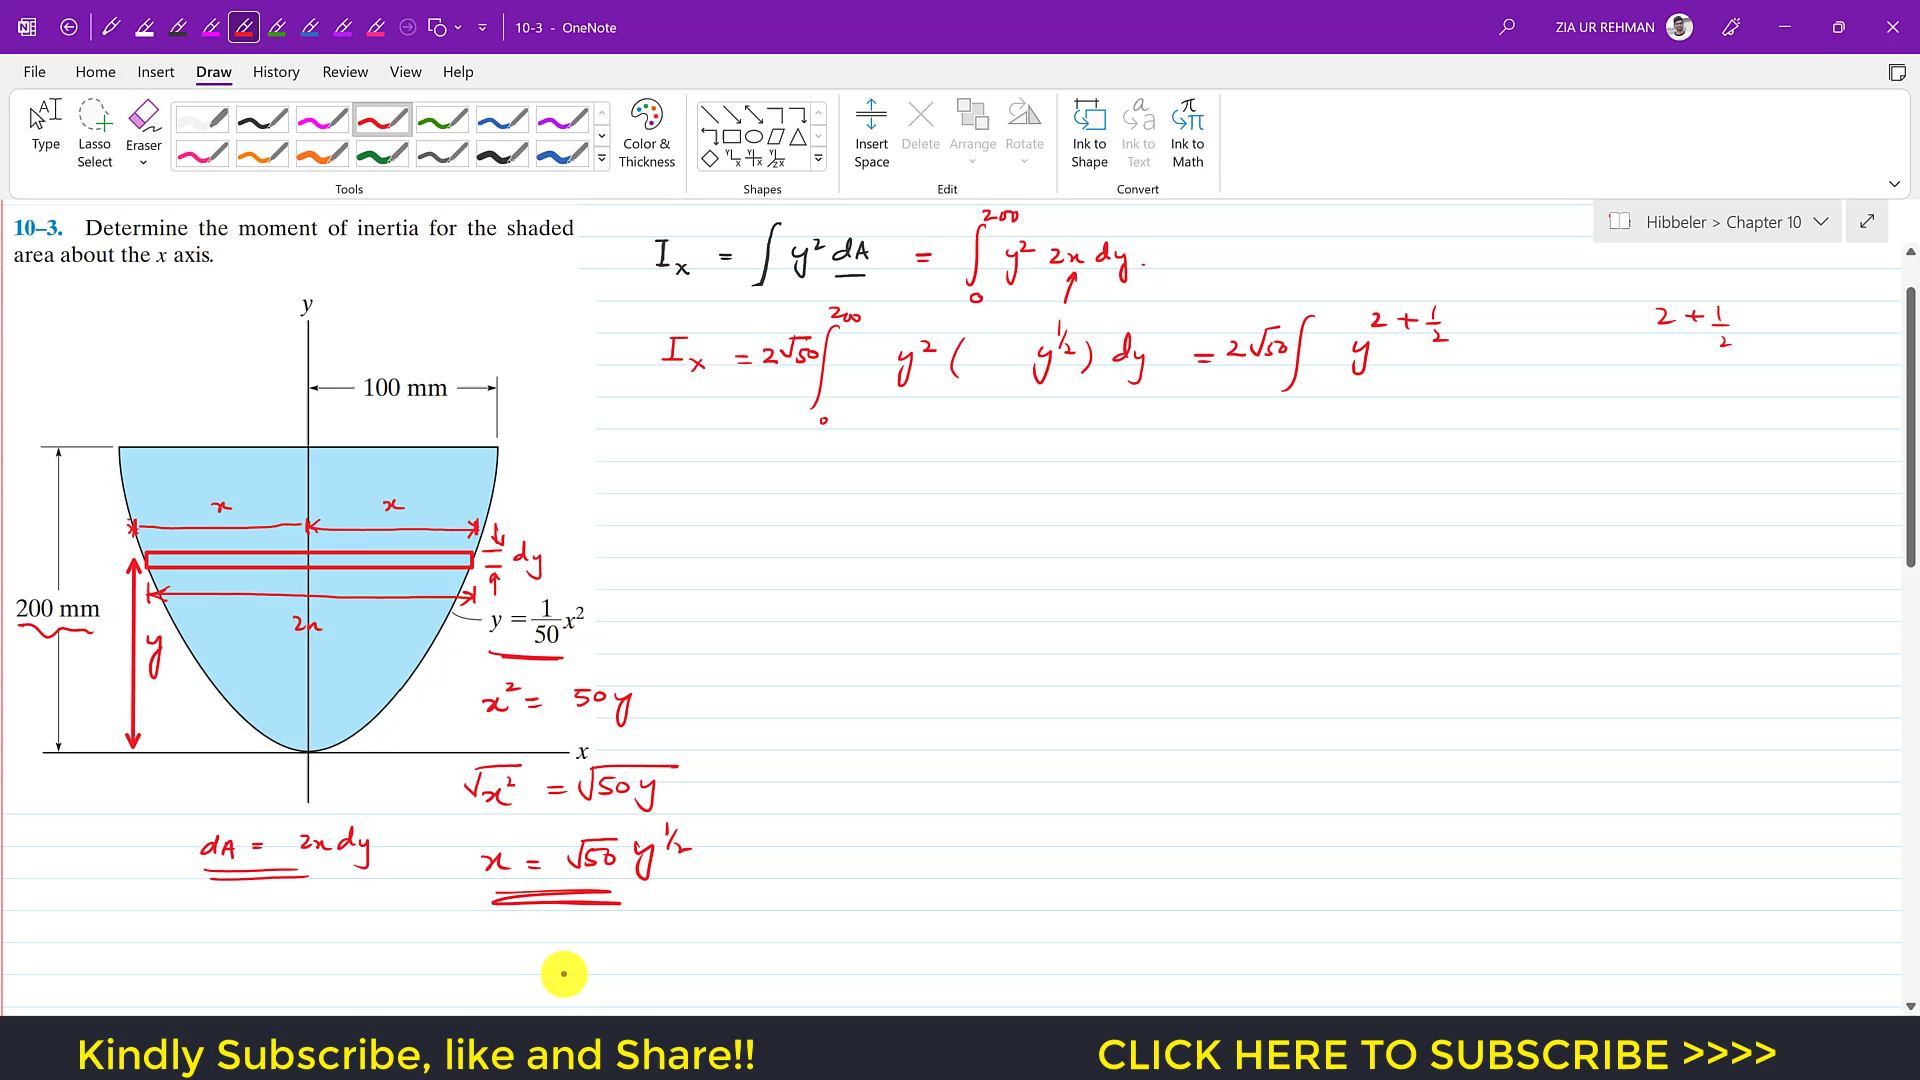 10-3 - OneNote
ZIA UR REHMAN
File Home Insert Draw History Review View Help
Type
Lasso Select
Eraser
Color & Thickness
Insert Space
Delete
Arrange
Rotate
Ink to Shape
Ink to Text
Ink to Math
Tools Shapes Edit Convert
Hibbeler > Chapter 10
10–3. Determine the moment of inertia for the shaded
area about the x axis.
I_x = ∫ y² dA = ∫₀²⁰⁰ y² 2x dy.
I_x = 2√50 ∫₀²⁰⁰ y² ( y^½ ) dy = 2√50 ∫ y^(2 + 1/2) 2 + 1/2
y
100 mm
x x
dy
200 mm
2x
y
y = 1/50 x²
x² = 50y
x
√x² = √50y
dA = 2x dy
x = √50 y^½
Kindly Subscribe, like and Share!!
CLICK HERE TO SUBSCRIBE >>>>